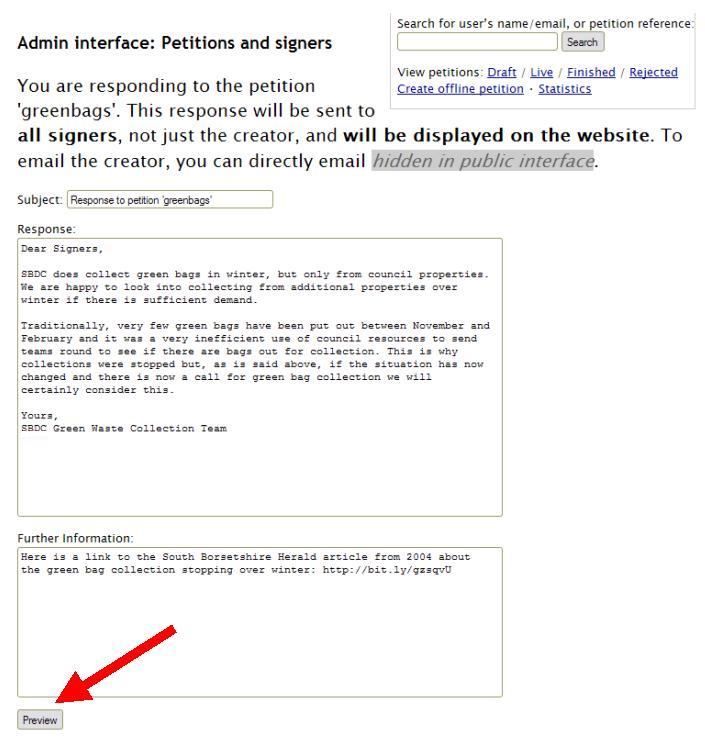 Admin interface: Petitions and signers
Search for user's name/email, or petition reference:
Search
View petitions: Draft / Live / Finished / Rejected
Create offline petition · Statistics
You are responding to the petition
'greenbags'. This response will be sent to
all signers, not just the creator, and will be displayed on the website. To
email the creator, you can directly email hidden in public interface.
Subject: Response to petition 'greenbags'
Response:
Dear Signers,
SBDC does collect green bags in winter, but only from council properties.
We are happy to look into collecting from additional properties over
winter if there is sufficient demand.
Traditionally, very few green bags have been put out between November and
February and it was a very inefficient use of council resources to send
teams round to see if there are bags out for collection. This is why
collections were stopped but, as is said above, if the situation has now
changed and there is now a call for green bag collection we will
certainly consider this.
Yours,
SBDC Green Waste Collection Team
Further Information:
Here is a link to the South Borsetshire Herald article from 2004 about
the green bag collection stopping over winter: http://bit.ly/gzsqvU
Preview